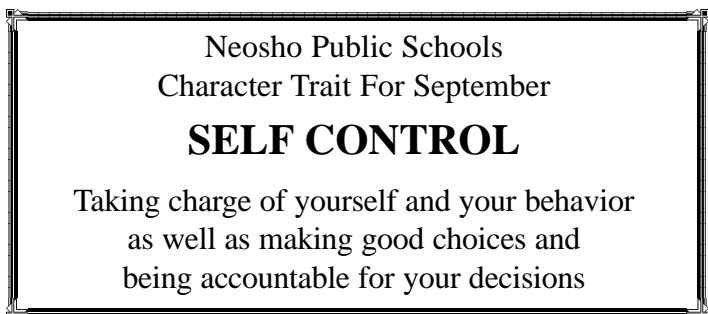 Neosho Public Schools
Character Trait For September
SELF CONTROL
Taking charge of yourself and your behavior
as well as making good choices and
being accountable for your decisions